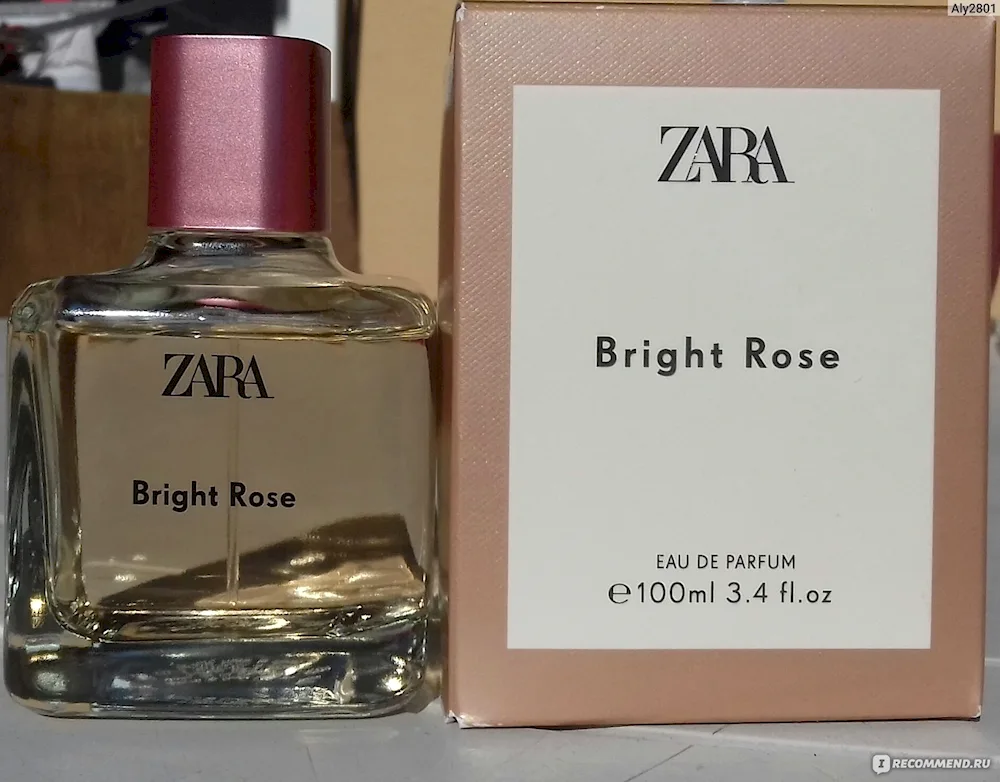 Aly2801
ZARA
Bright Rose
ZARA
Bright Rose
EAU DE PARFUM
℮100ml 3.4 fl.oz
IRECOMMEND.RU